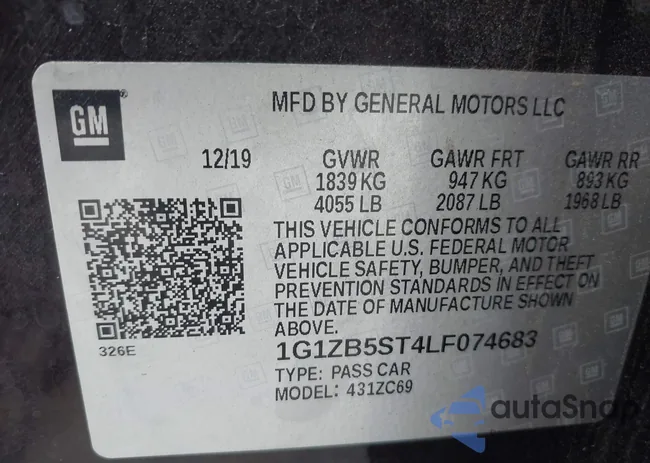 GM
MFD BY GENERAL MOTORS LLC
12/19 GVWR GAWR FRT GAWR RR
1839 KG 947 KG 893 KG
4055 LB 2087 LB 1968 LB
THIS VEHICLE CONFORMS TO ALL
APPLICABLE U.S. FEDERAL MOTOR
VEHICLE SAFETY, BUMPER, AND THEFT
PREVENTION STANDARDS IN EFFECT ON
THE DATE OF MANUFACTURE SHOWN
ABOVE.
326E
1G1ZB5ST4LF074683
TYPE: PASS CAR
MODEL: 431ZC69
autaSnap